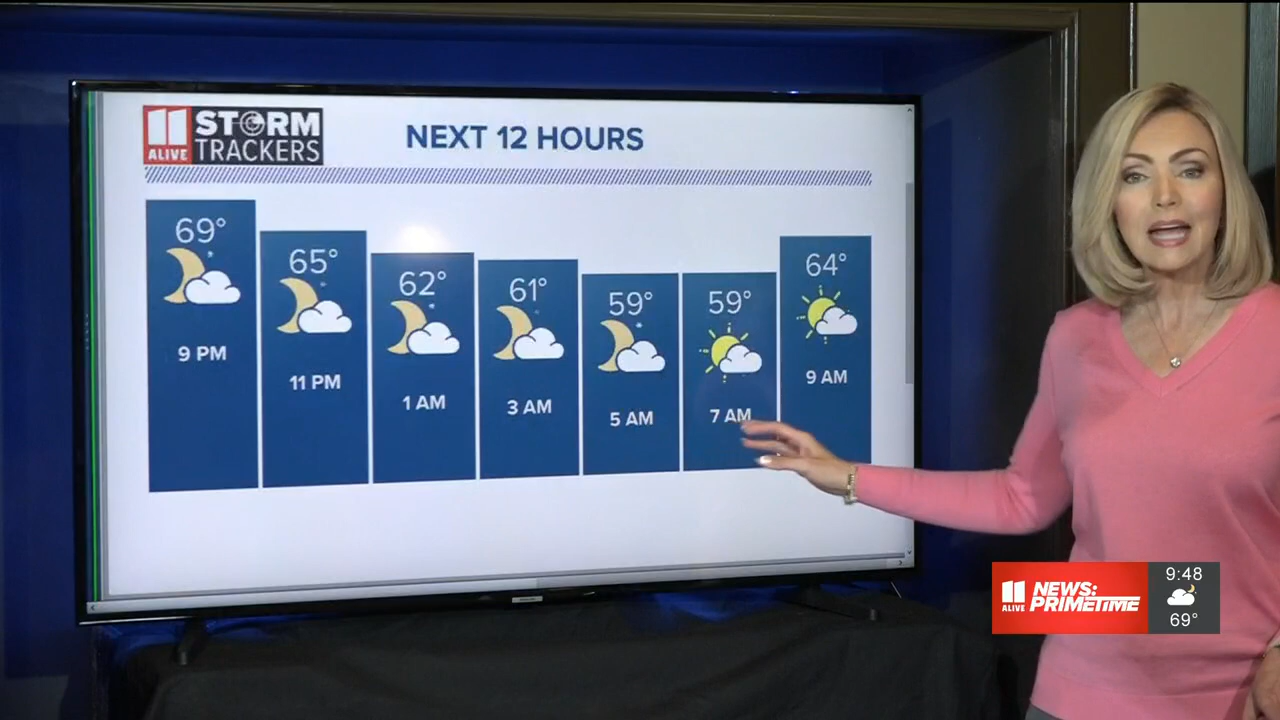 11
ALIVE
STORM
TRACKERS
NEXT 12 HOURS
69°
9 PM
65°
11 PM
62°
1 AM
61°
3 AM
59°
5 AM
59°
7 AM
64°
9 AM
11
ALIVE
NEWS:
PRIMETIME
9:48
69°